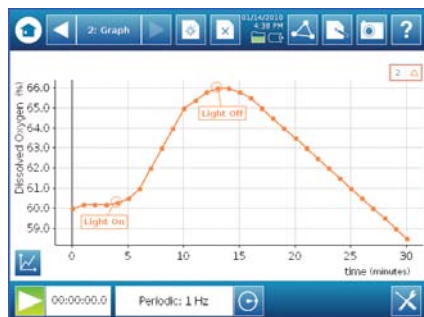 2: Graph
01/14/2010
4:38 PM
?
2
Dissolved Oxygen (%)
66.0
65.0
64.0
63.0
62.0
61.0
60.0
59.0
Light Off
Light On
0 5 10 15 20 25 30
time (minutes)
00:00:00.0
Periodic: 1 Hz